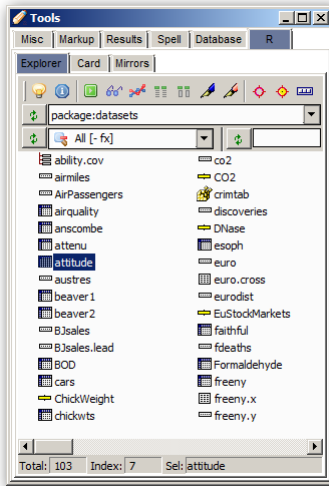 Tools
Misc Markup Results Spell Database R
Explorer Card Mirrors
package:datasets
All [- fx]
ability.cov
airmiles
AirPassengers
airquality
anscombe
attenu
attitude
austres
beaver1
beaver2
BJsales
BJsales.lead
BOD
cars
ChickWeight
chickwts
co2
CO2
crimtab
discoveries
DNase
esoph
euro
euro.cross
eurodist
EuStockMarkets
faithful
fdeaths
Formaldehyde
freeny
freeny.x
freeny.y
Total: 103 Index: 7 Sel: attitude